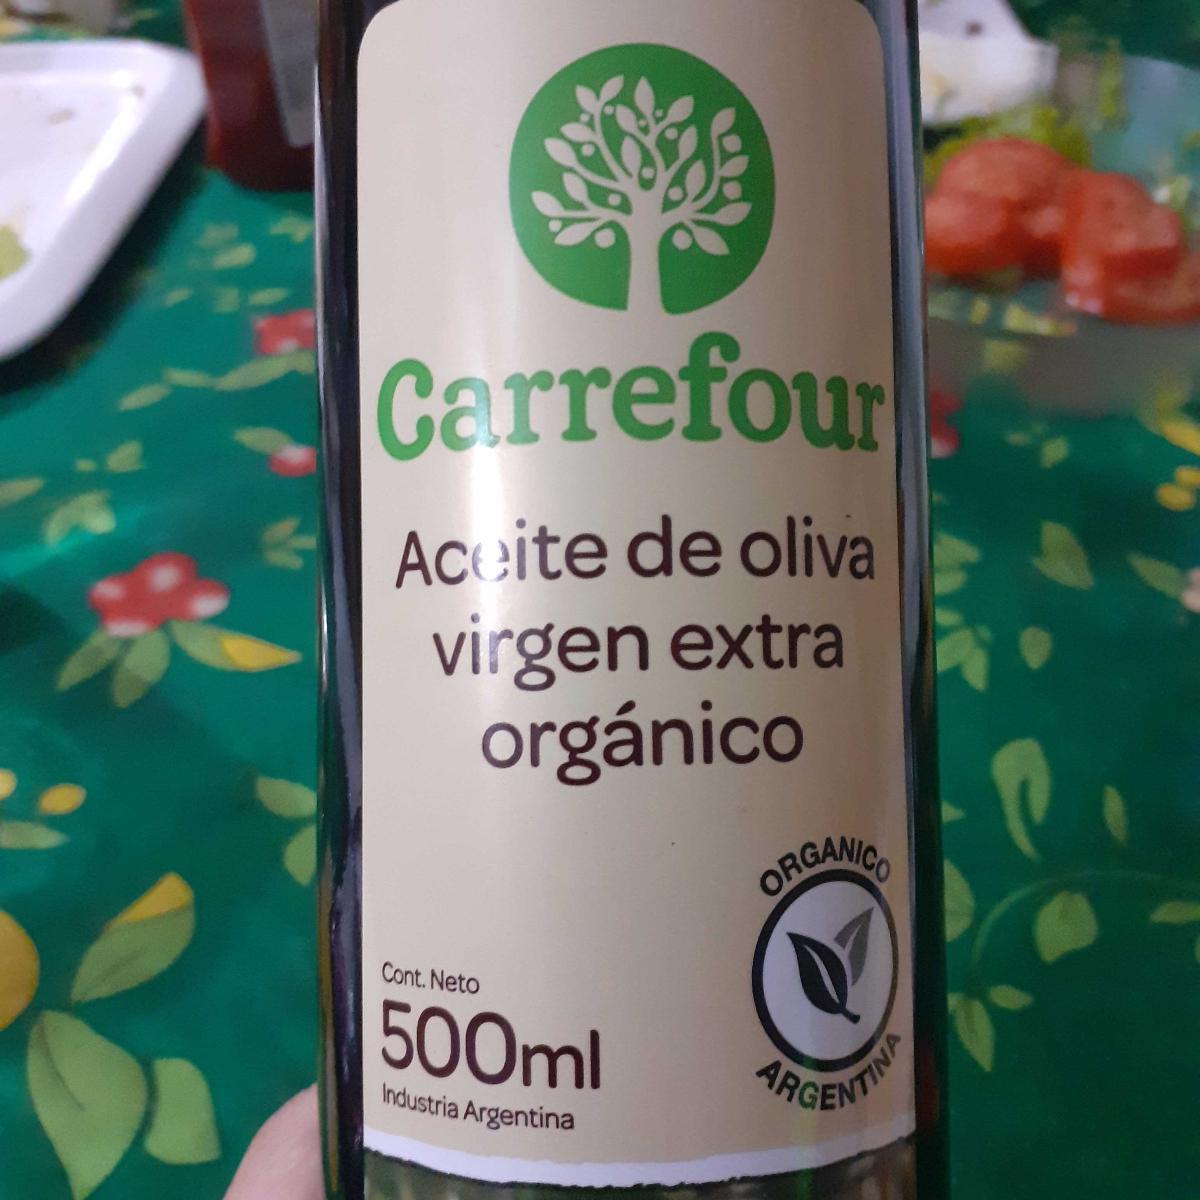 Carrefour
Aceite de oliva
virgen extra
orgánico
ORGANICO
ARGENTINA
Cont. Neto
500ml
Industria Argentina